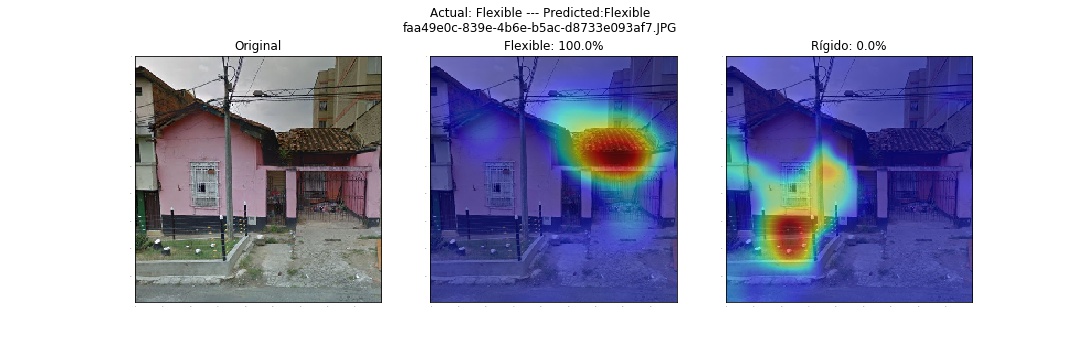 Actual: Flexible --- Predicted:Flexible
faa49e0c-839e-4b6e-b5ac-d8733e093af7.JPG
Original
Flexible: 100.0%
Rígido: 0.0%